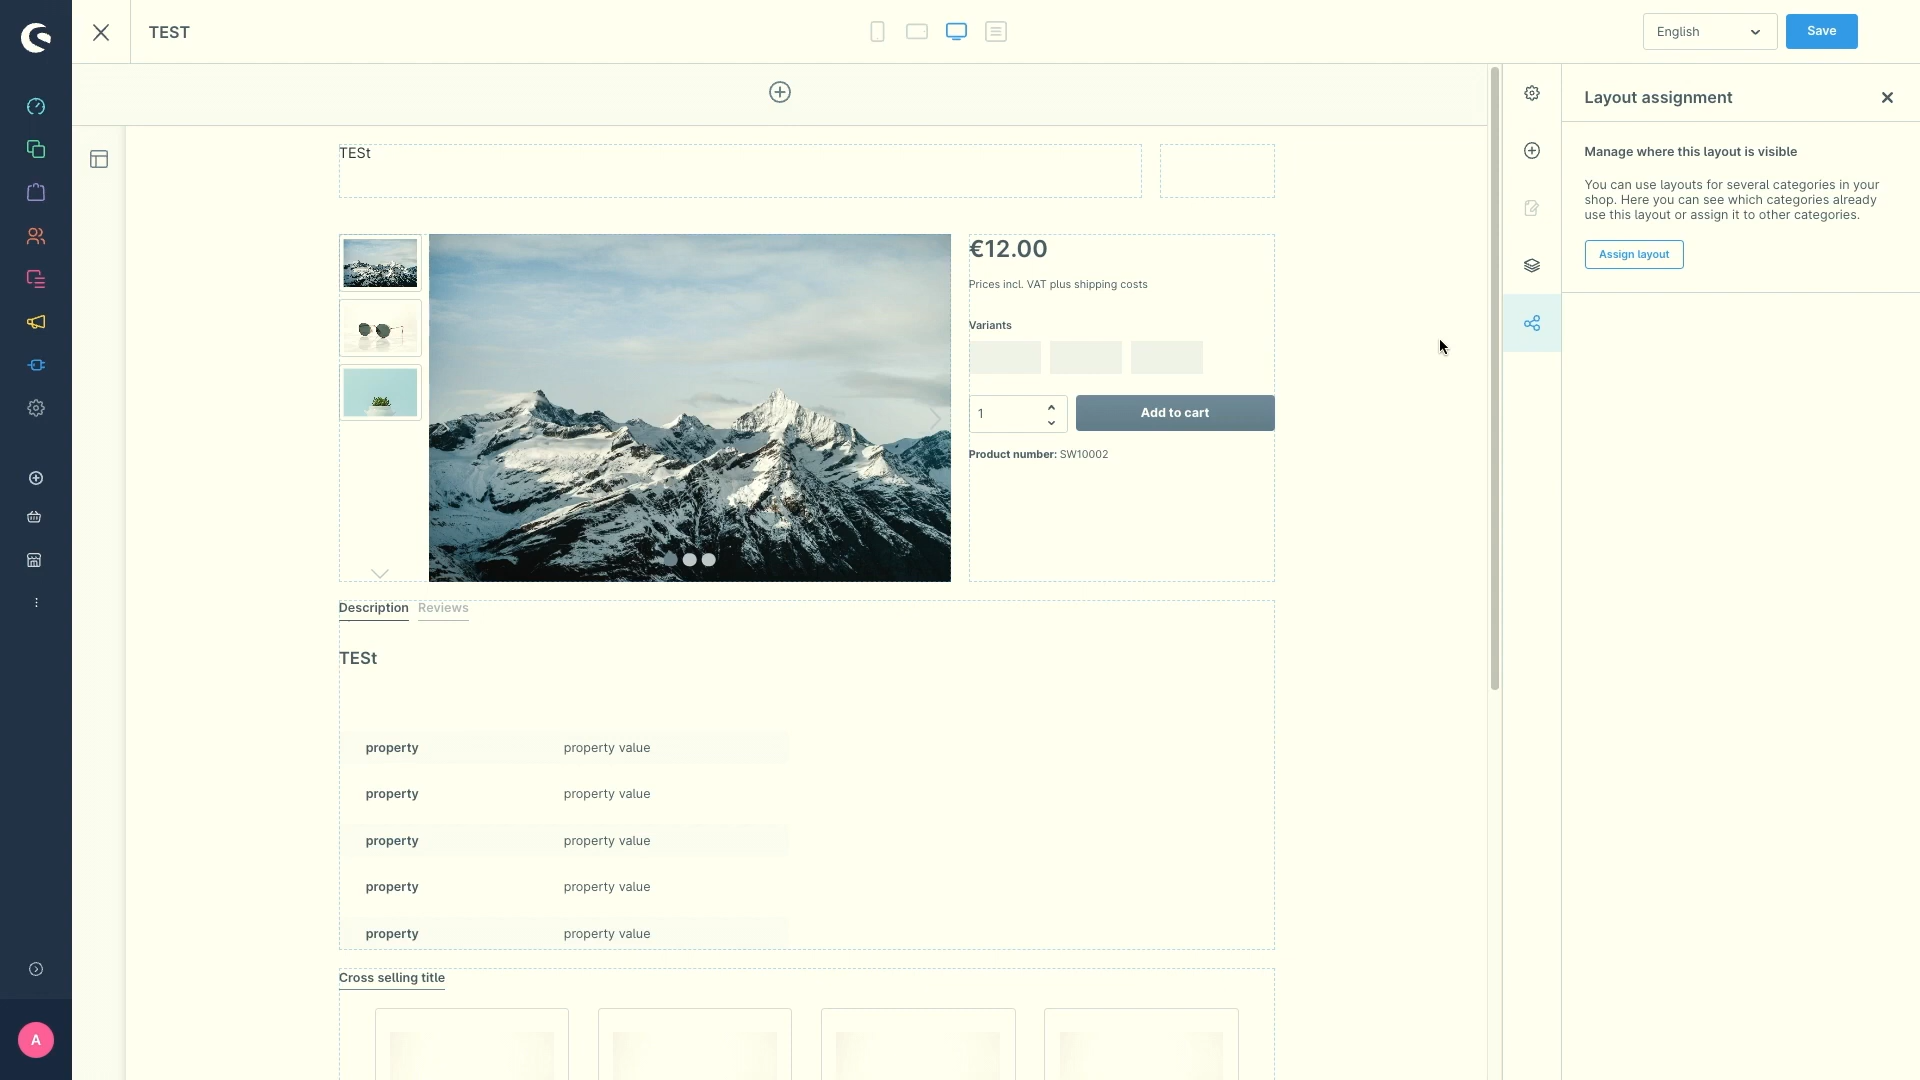 TEST
English
Save
Layout assignment
Manage where this layout is visible
You can use layouts for several categories in your
shop. Here you can see which categories already
use this layout or assign it to other categories.
Assign layout
TESt
€12.00
Prices incl. VAT plus shipping costs
Variants
1
Add to cart
Product number: SW10002
Description Reviews
TESt
property property value
property property value
property property value
property property value
property property value
Cross selling title
A